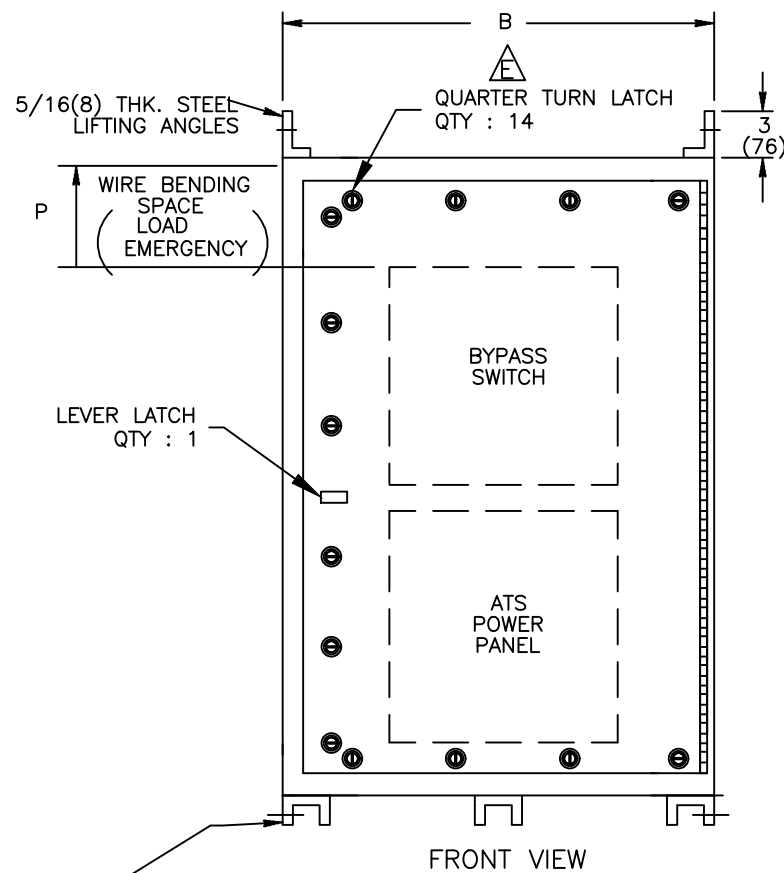 B
E
5/16(8) THK. STEEL
LIFTING ANGLES
QUARTER TURN LATCH
QTY : 14
3
(76)
P
WIRE BENDING
SPACE
LOAD
EMERGENCY
BYPASS
SWITCH
LEVER LATCH
QTY : 1
ATS
POWER
PANEL
FRONT VIEW